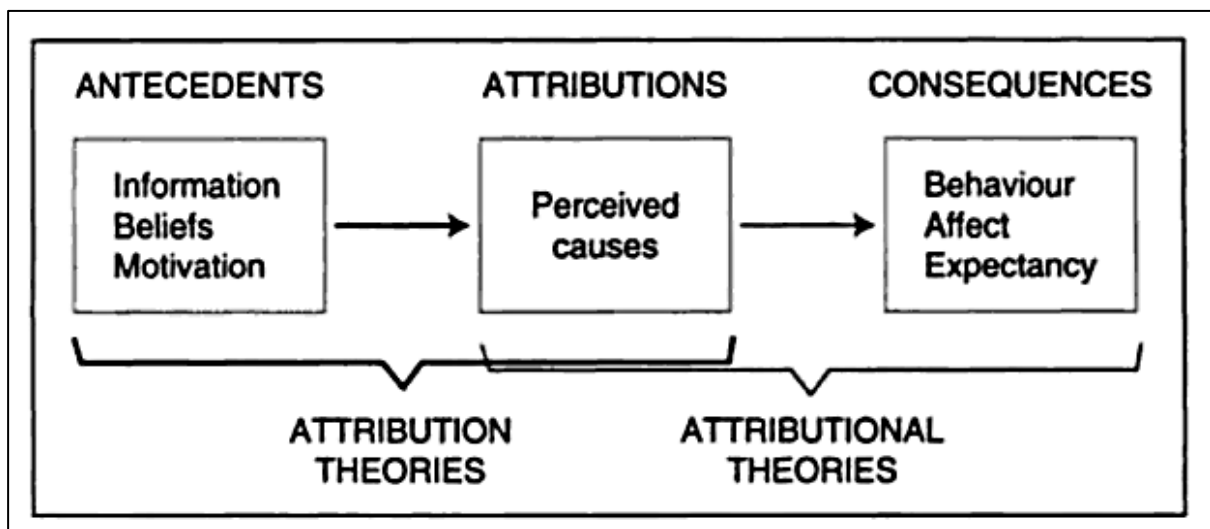 ANTECEDENTS
ATTRIBUTIONS
CONSEQUENCES
Information
Beliefs
Motivation
Perceived
causes
Behaviour
Affect
Expectancy
ATTRIBUTION
THEORIES
ATTRIBUTIONAL
THEORIES